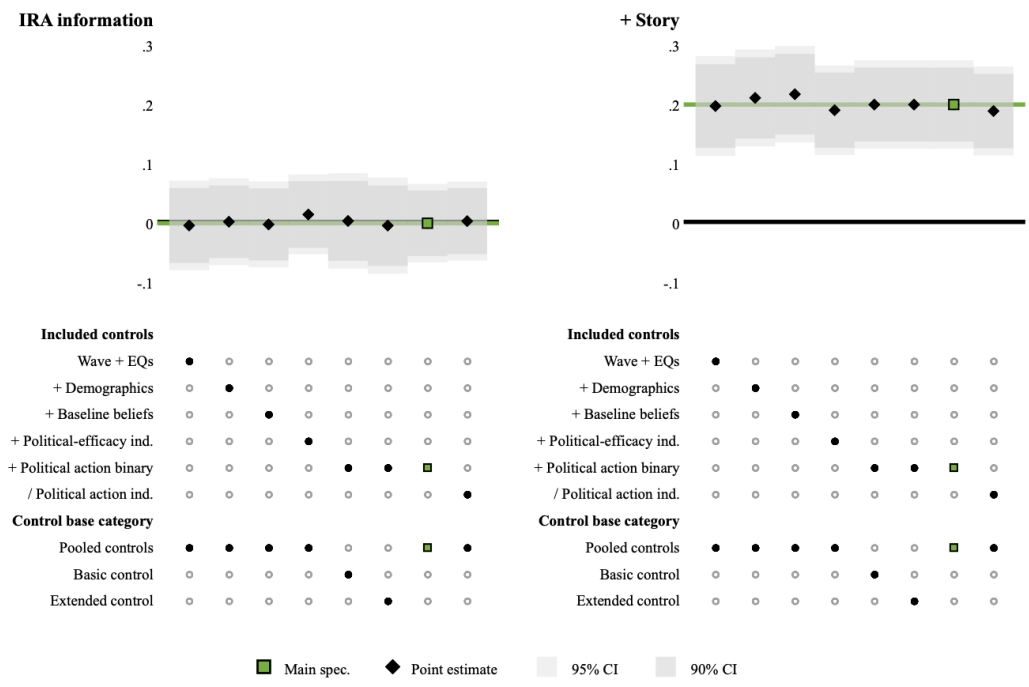 IRA information
.3
.2
.1
0
-.1
Included controls
Wave + EQs
+ Demographics
+ Baseline beliefs
+ Political-efficacy ind.
+ Political action binary
/ Political action ind.
Control base category
Pooled controls
Basic control
Extended control
+ Story
.3
.2
.1
0
-.1
Included controls
Wave + EQs
+ Demographics
+ Baseline beliefs
+ Political-efficacy ind.
+ Political action binary
/ Political action ind.
Control base category
Pooled controls
Basic control
Extended control
Main spec. Point estimate 95% CI 90% CI